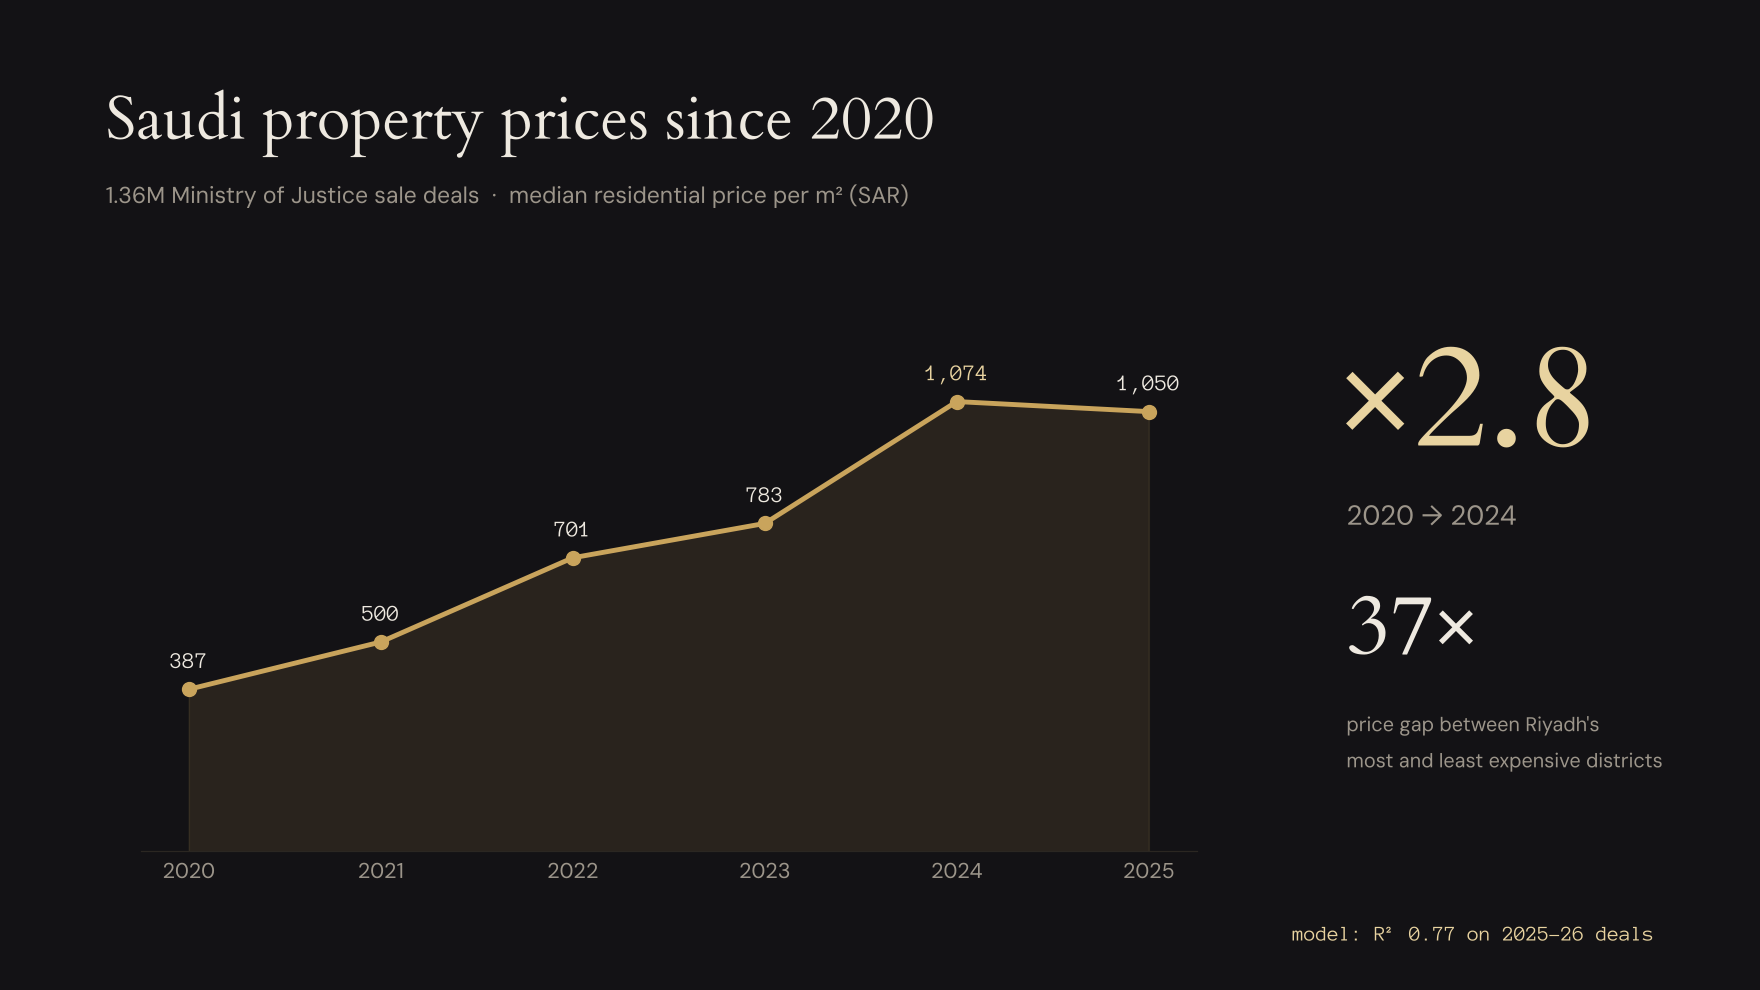 Saudi property prices since 2020
1.36M Ministry of Justice sale deals · median residential price per m² (SAR)
387
500
701
783
1,074
1,050
2020
2021
2022
2023
2024
2025
×2.8
2020 → 2024
37×
price gap between Riyadh's
most and least expensive districts
model: R² 0.77 on 2025–26 deals